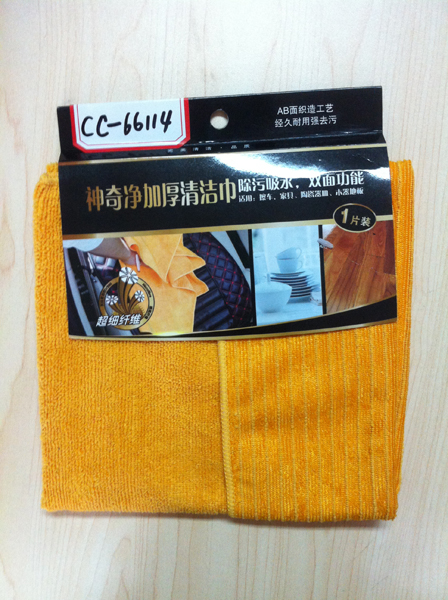 CC-66114
AB面织造工艺
经久耐用强去污
神奇净加厚清洁巾
除污吸水，双面功能
适用：擦车、家具、陶瓷器皿、木器地板
1片装
超细纤维